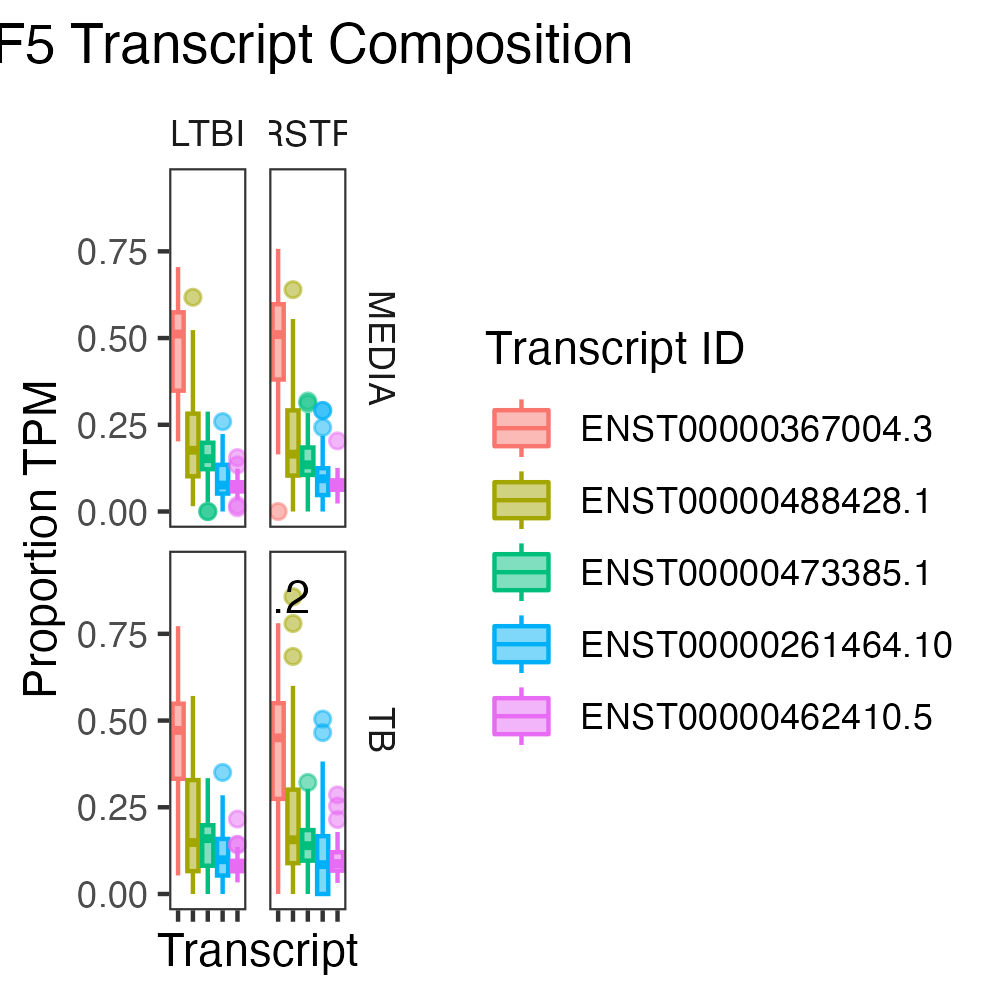 F5 Transcript Composition
LTBI
RSTF
MEDIA
0.75
0.50
0.25
0.00
TB
.2
0.75
0.50
0.25
0.00
Proportion TPM
Transcript
Transcript ID
ENST00000367004.3
ENST00000488428.1
ENST00000473385.1
ENST00000261464.10
ENST00000462410.5